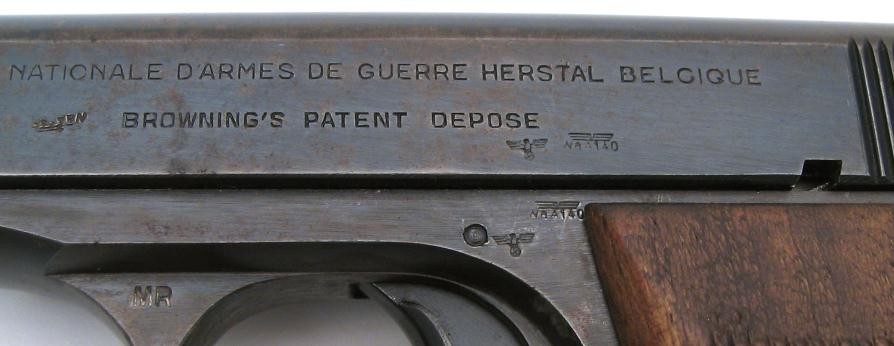 NATIONALE D'ARMES DE GUERRE HERSTAL BELGIQUE
BROWNING'S PATENT DEPOSE
WaA140
WaA140
MR